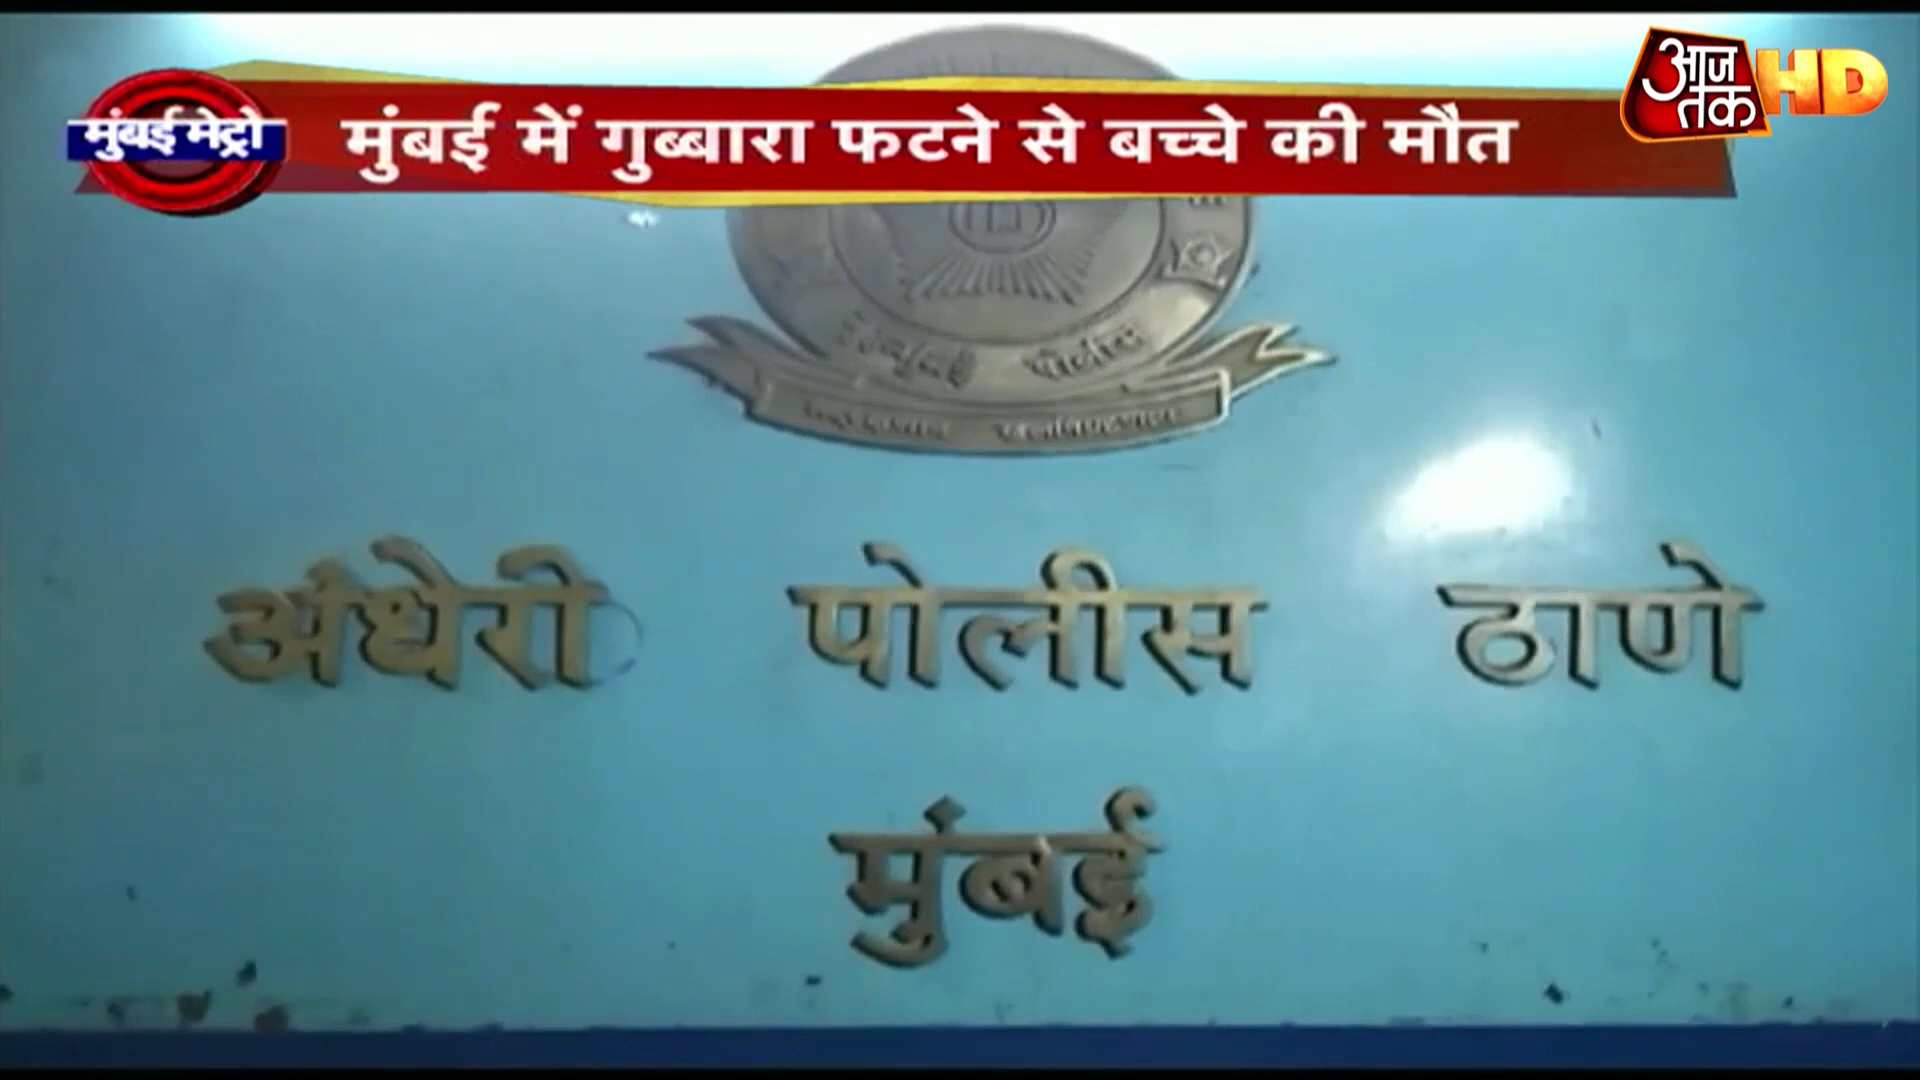 मुंबई मेट्रो
मुंबई में गुब्बारा फटने से बच्चे की मौत
आज तक HD
पोलीस
अंधेरी पोलीस ठाणे
मुंबई